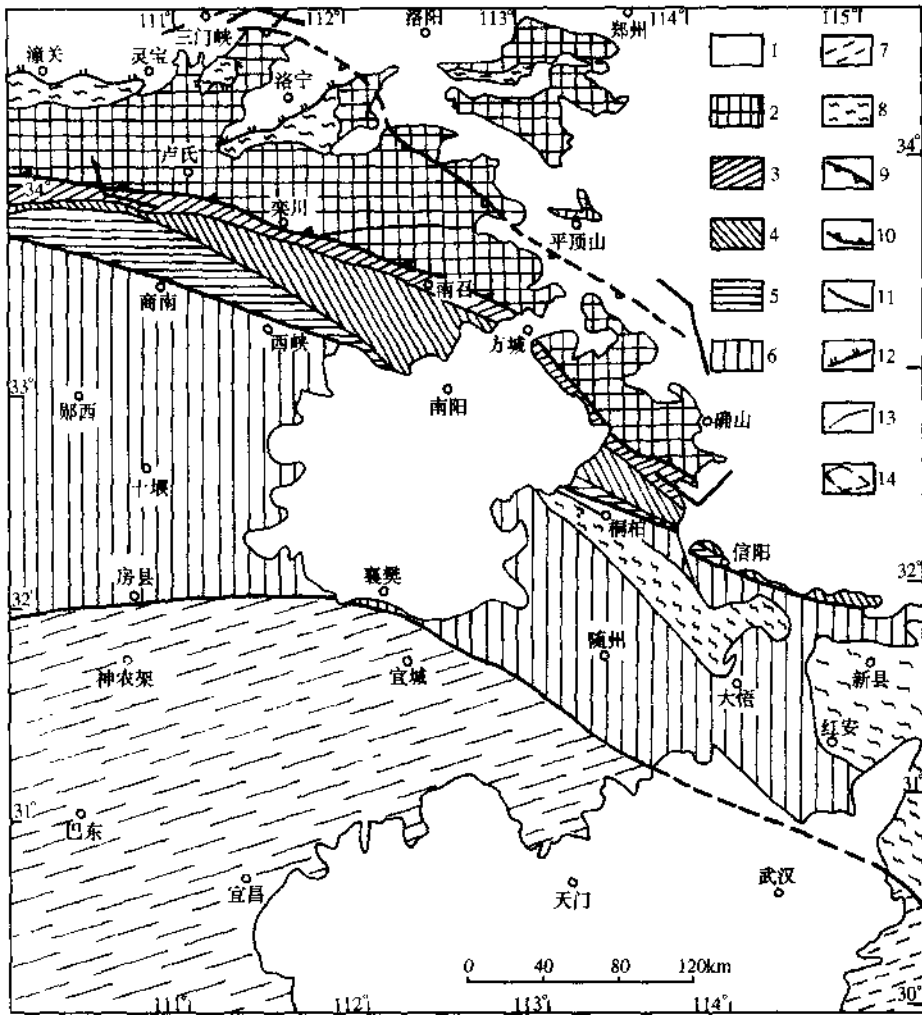 111° 112° 洛阳 113° 郑州 114° 115°
三门峡
潼关 灵宝
洛宁
1 7
2 8
34°
卢氏
3 9
34°
栾川
平顶山
4 10
南召
商南
5 11
西峡 方城
6 12
33°
郧西 南阳
确山
13
十堰
14
桐柏
信阳
房县 襄樊
32° 32°
随州
神农架 宜城 新县
大悟
红安
31° 31°
巴东
宜昌 天门 武汉
0 40 80 120km
111° 112° 113° 114° 30°